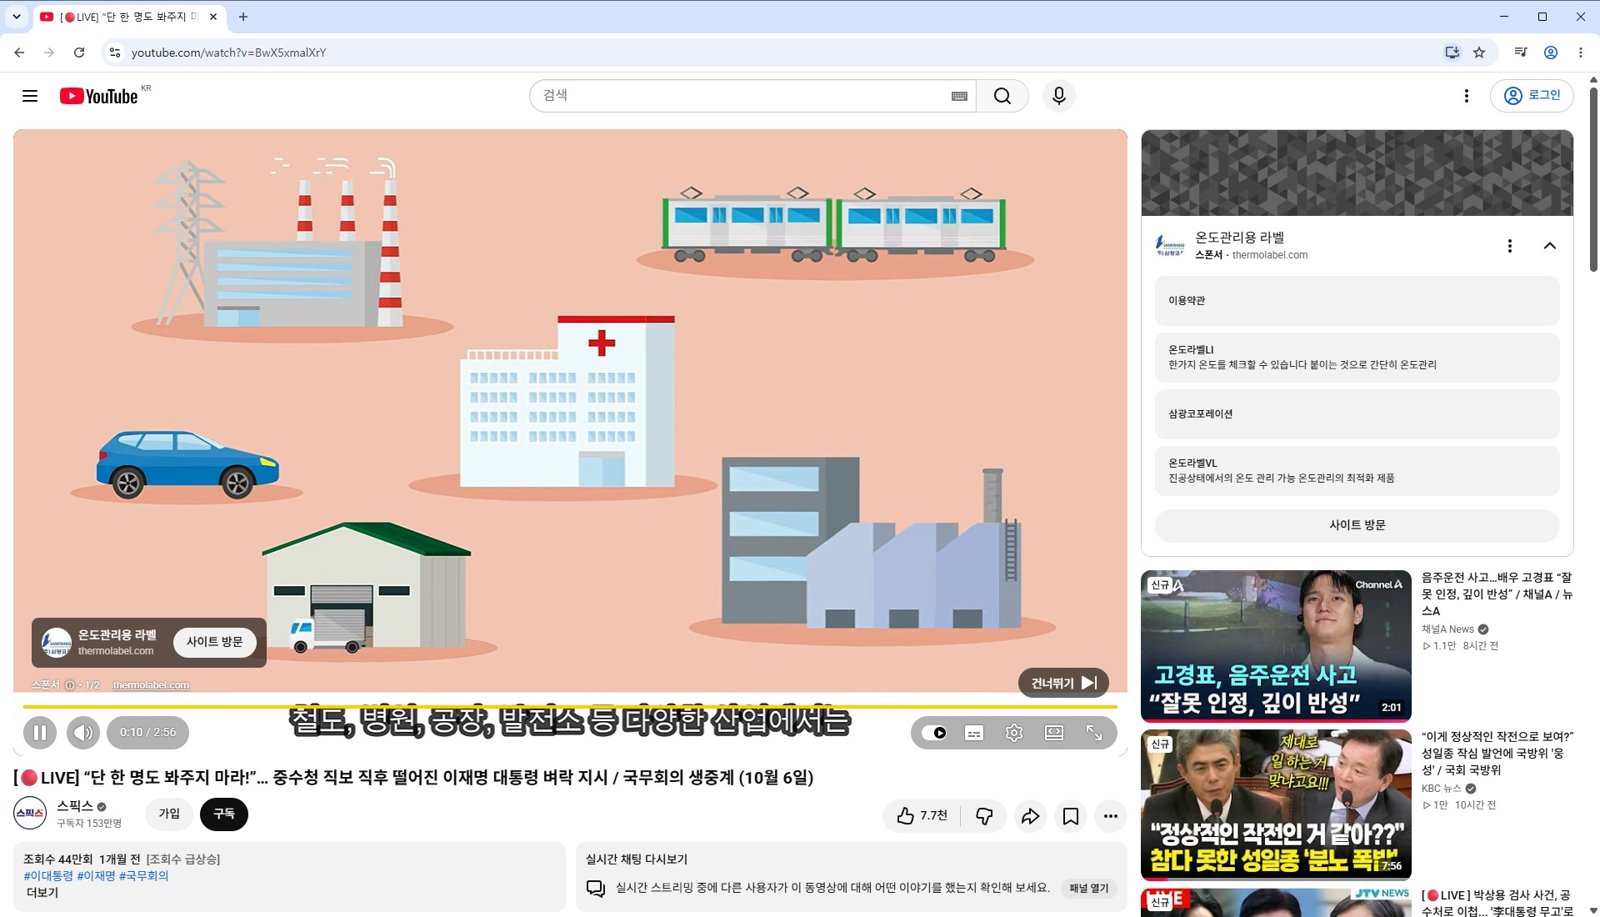 [🔴LIVE] “단 한 명도 봐주지 마
youtube.com/watch?v=BwX5xmalXrY
YouTube KR
검색
로그인
온도관리용 라벨
thermolabel.com
사이트 방문
스폰서 · 1/2 thermolabel.com
건너뛰기
철도, 병원, 공장, 발전소 등 다양한 산업에서는
0:10 / 2:56
[🔴LIVE] “단 한 명도 봐주지 마라!”... 중수청 직보 직후 떨어진 이재명 대통령 벼락 지시 / 국무회의 생중계 (10월 6일)
스픽스
스픽스
구독자 153만명
가입
구독
7.7천
조회수 44만회 1개월 전 [조회수 급상승]
#이대통령 #이재명 #국무회의
더보기
실시간 채팅 다시보기
실시간 스트리밍 중에 다른 사용자가 이 동영상에 대해 어떤 이야기를 했는지 확인해 보세요.
패널 열기
온도관리용 라벨
스폰서 · thermolabel.com
이용약관
온도라벨LI
한가지 온도를 체크할 수 있습니다 붙이는 것으로 간단히 온도관리
삼광코포레이션
온도라벨VL
진공상태에서의 온도 관리 가능 온도관리의 최적화 제품
사이트 방문
신규
Channel A
고경표, 음주운전 사고
“잘못 인정, 깊이 반성”
2:01
음주운전 사고...배우 고경표 “잘
못 인정, 깊이 반성” / 채널A / 뉴
스A
채널A News
1.1만 8시간 전
신규
제대로
일 하는 거
맞냐고요!!!
"정상적인 작전인 거 같아??"
참다 못한 성일종 '분노 폭발'
7:56
“이게 정상적인 작전으로 보여?”
성일종 작심 발언에 국방위 '웅
성' / 국회 국방위
KBC 뉴스
1만 10시간 전
신규
LIVE
JTV NEWS
[🔴LIVE] 박상용 검사 사건, 공
수처로 이첩... '李대통령 무고'로